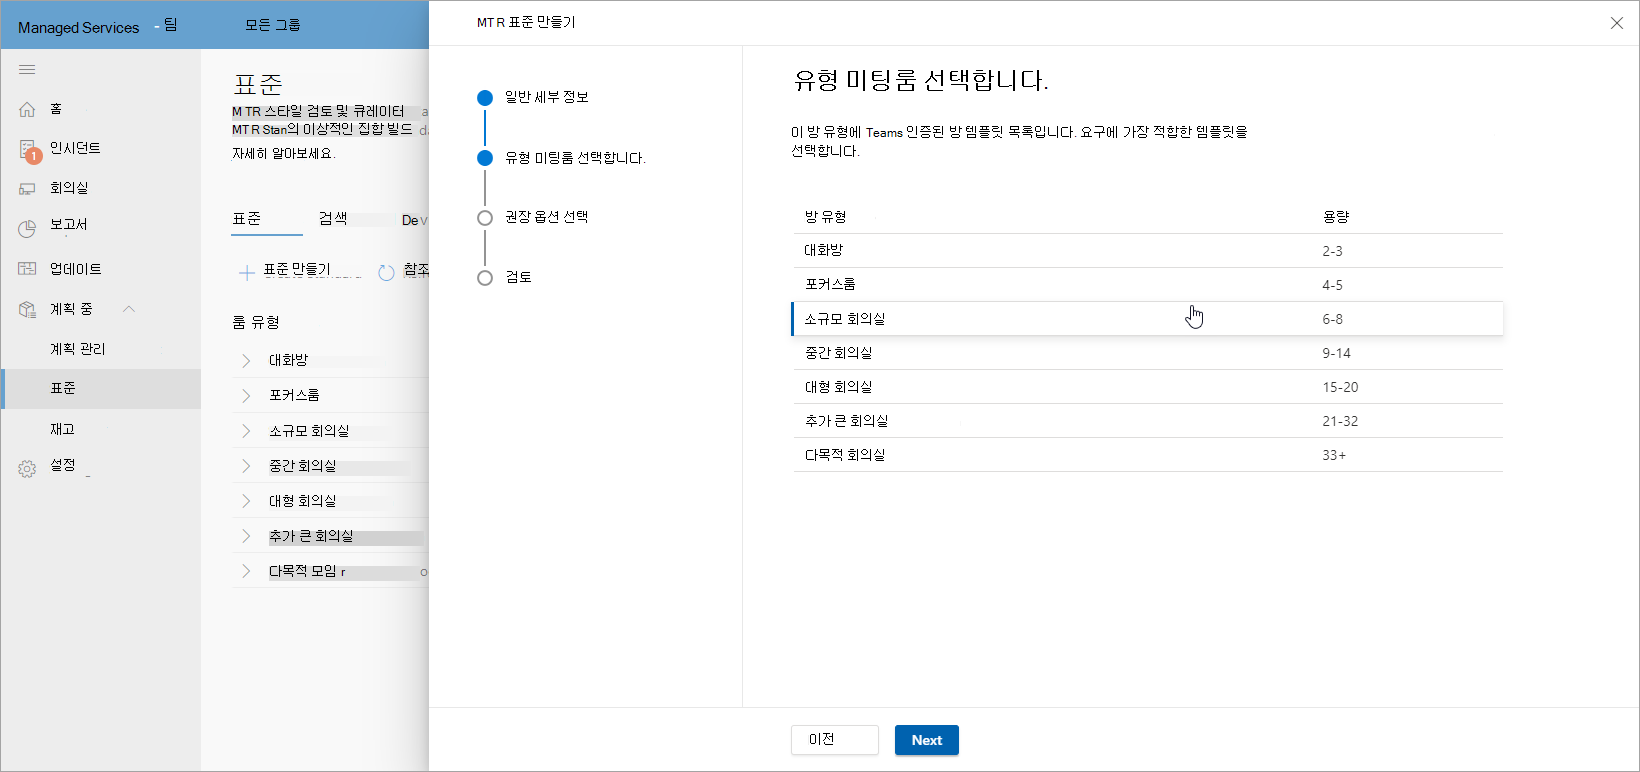 Managed Services - 팀
모든 그룹
홈
인시던트
1
회의실
보고서
업데이트
계획 중
계획 관리
표준
재고
설정
표준
MTR 스타일 검토 및 큐레이터 a
MTR Stan의 이상적인 집합 빌드 da
자세히 알아보세요.
표준
검색
Dev
표준 만들기
참조
룸 유형
대화방
포커스룸
소규모 회의실
중간 회의실
대형 회의실
추가 큰 회의실
다목적 모임 r
MTR 표준 만들기
일반 세부 정보
유형 미팅룸 선택합니다.
권장 옵션 선택
검토
유형 미팅룸 선택합니다.
이 방 유형에 Teams 인증된 방 템플릿 목록입니다. 요구에 가장 적합한 템플릿을
선택합니다.
방 유형 용량
대화방 2-3
포커스룸 4-5
소규모 회의실 6-8
중간 회의실 9-14
대형 회의실 15-20
추가 큰 회의실 21-32
다목적 회의실 33+
이전
Next